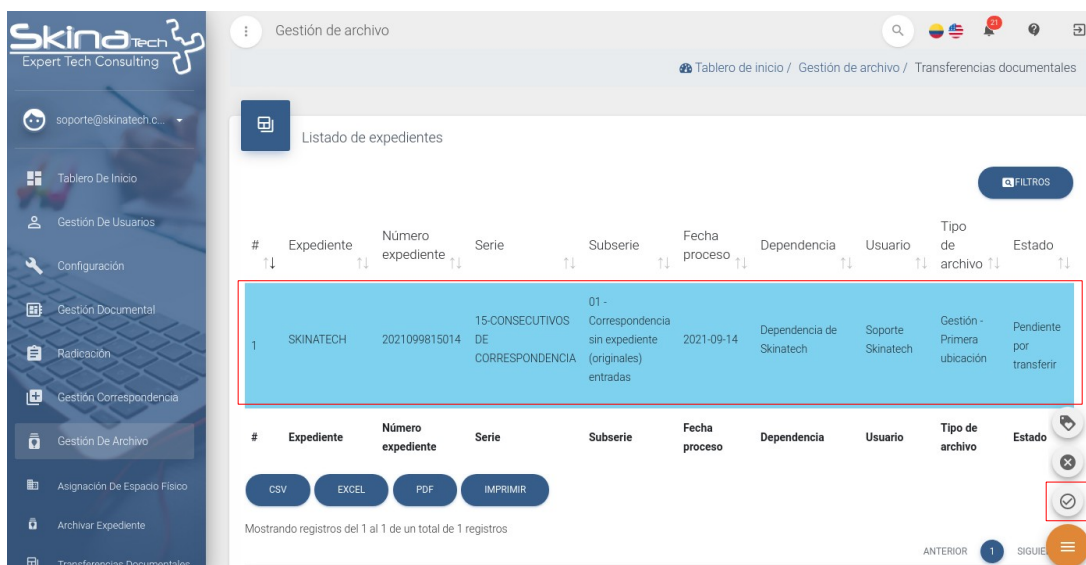 SkinaTech
Expert Tech Consulting
soporte@skinatech.c...
Tablero De Inicio
Gestión De Usuarios
Configuración
Gestión Documental
Radicación
Gestión Correspondencia
Gestión De Archivo
Asignación De Espacio Físico
Archivar Expediente
Transferencias Documentales
Gestión de archivo
21
Tablero de inicio / Gestión de archivo / Transferencias documentales
Listado de expedientes
FILTROS
# Expediente Número expediente Serie Subserie Fecha proceso Dependencia Usuario Tipo de archivo Estado
1 SKINATECH 2021099815014 15-CONSECUTIVOS DE CORRESPONDENCIA 01 - Correspondencia sin expediente (originales) entradas 2021-09-14 Dependencia de Skinatech Soporte Skinatech Gestión - Primera ubicación Pendiente por transferir
# Expediente Número expediente Serie Subserie Fecha proceso Dependencia Usuario Tipo de archivo Estado
CSV EXCEL PDF IMPRIMIR
Mostrando registros del 1 al 1 de un total de 1 registros
ANTERIOR 1 SIGUIE